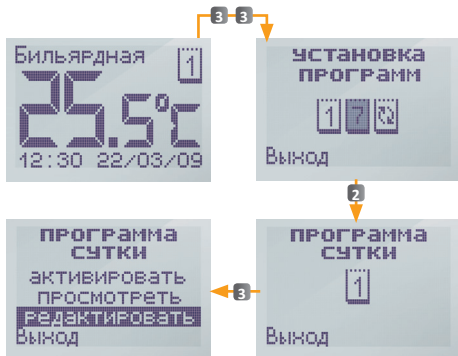 3 3
Бильярдная 1
25.5°C
12:30 22/03/09
УСТАНОВКА
ПРОГРАММ
1 7
Выход
2
ПРОГРАММА
СУТКИ
1
Выход
3
ПРОГРАММА
СУТКИ
активировать
просмотреть
редактировать
Выход